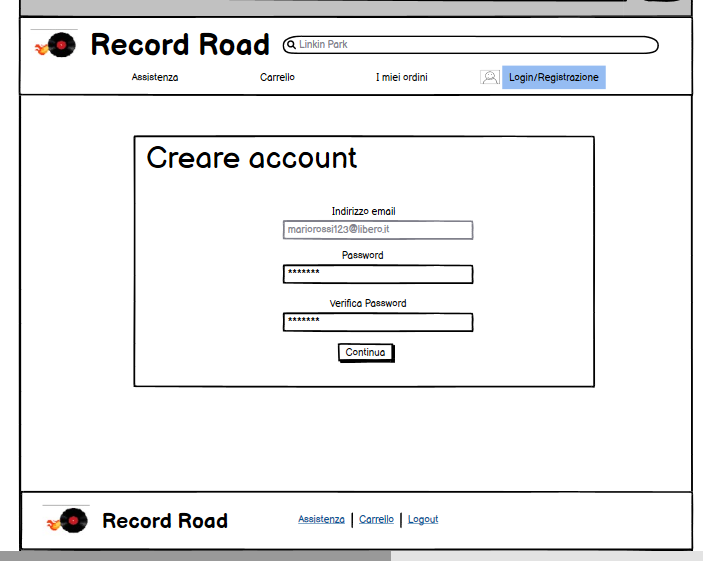 Record Road
Linkin Park
Assistenza Carrello I miei ordini Login/Registrazione
Creare account
Indirizzo email
mariorossi123@libero.it
Password
*******
Verifica Password
*******
Continua
Record Road Assistenza | Carrello | Logout